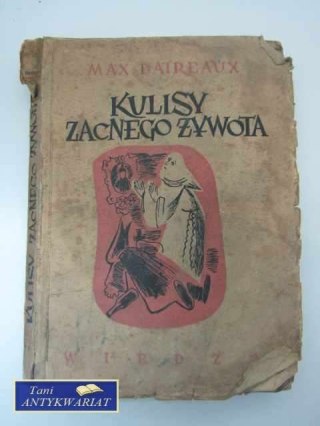 MAX DAIREAUX
KULISY
ZACNEGO ŻYWOTA
WIEDZA
KULISY ZACNEGO ŻYWOTA
Tani
ANTYKWARIAT